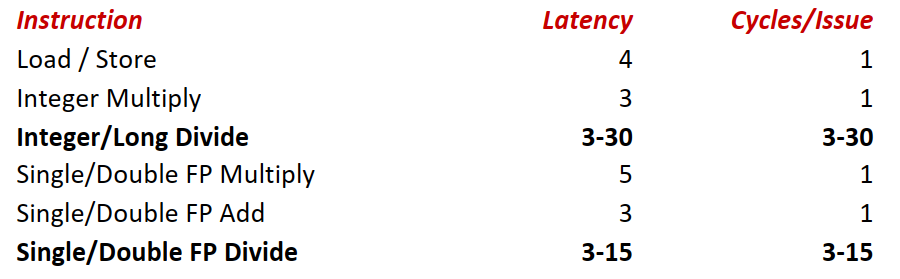 Instruction Latency Cycles/Issue
Load / Store 4 1
Integer Multiply 3 1
Integer/Long Divide 3-30 3-30
Single/Double FP Multiply 5 1
Single/Double FP Add 3 1
Single/Double FP Divide 3-15 3-15